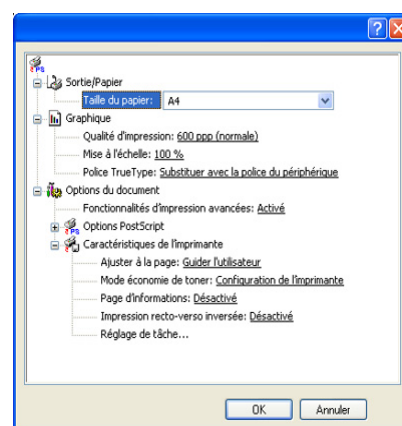 Sortie/Papier
Taille du papier: A4
Graphique
Qualité d'impression: 600 ppp (normale)
Mise à l'échelle: 100 %
Police TrueType: Substituer avec la police du périphérique
Options du document
Fonctionnalités d'impression avancées: Activé
Options PostScript
Caractéristiques de l'imprimante
Ajuster à la page: Guider l'utilisateur
Mode économie de toner: Configuration de l'imprimante
Page d'informations: Désactivé
Impression recto-verso inversée: Désactivé
Réglage de tâche...
OK Annuler